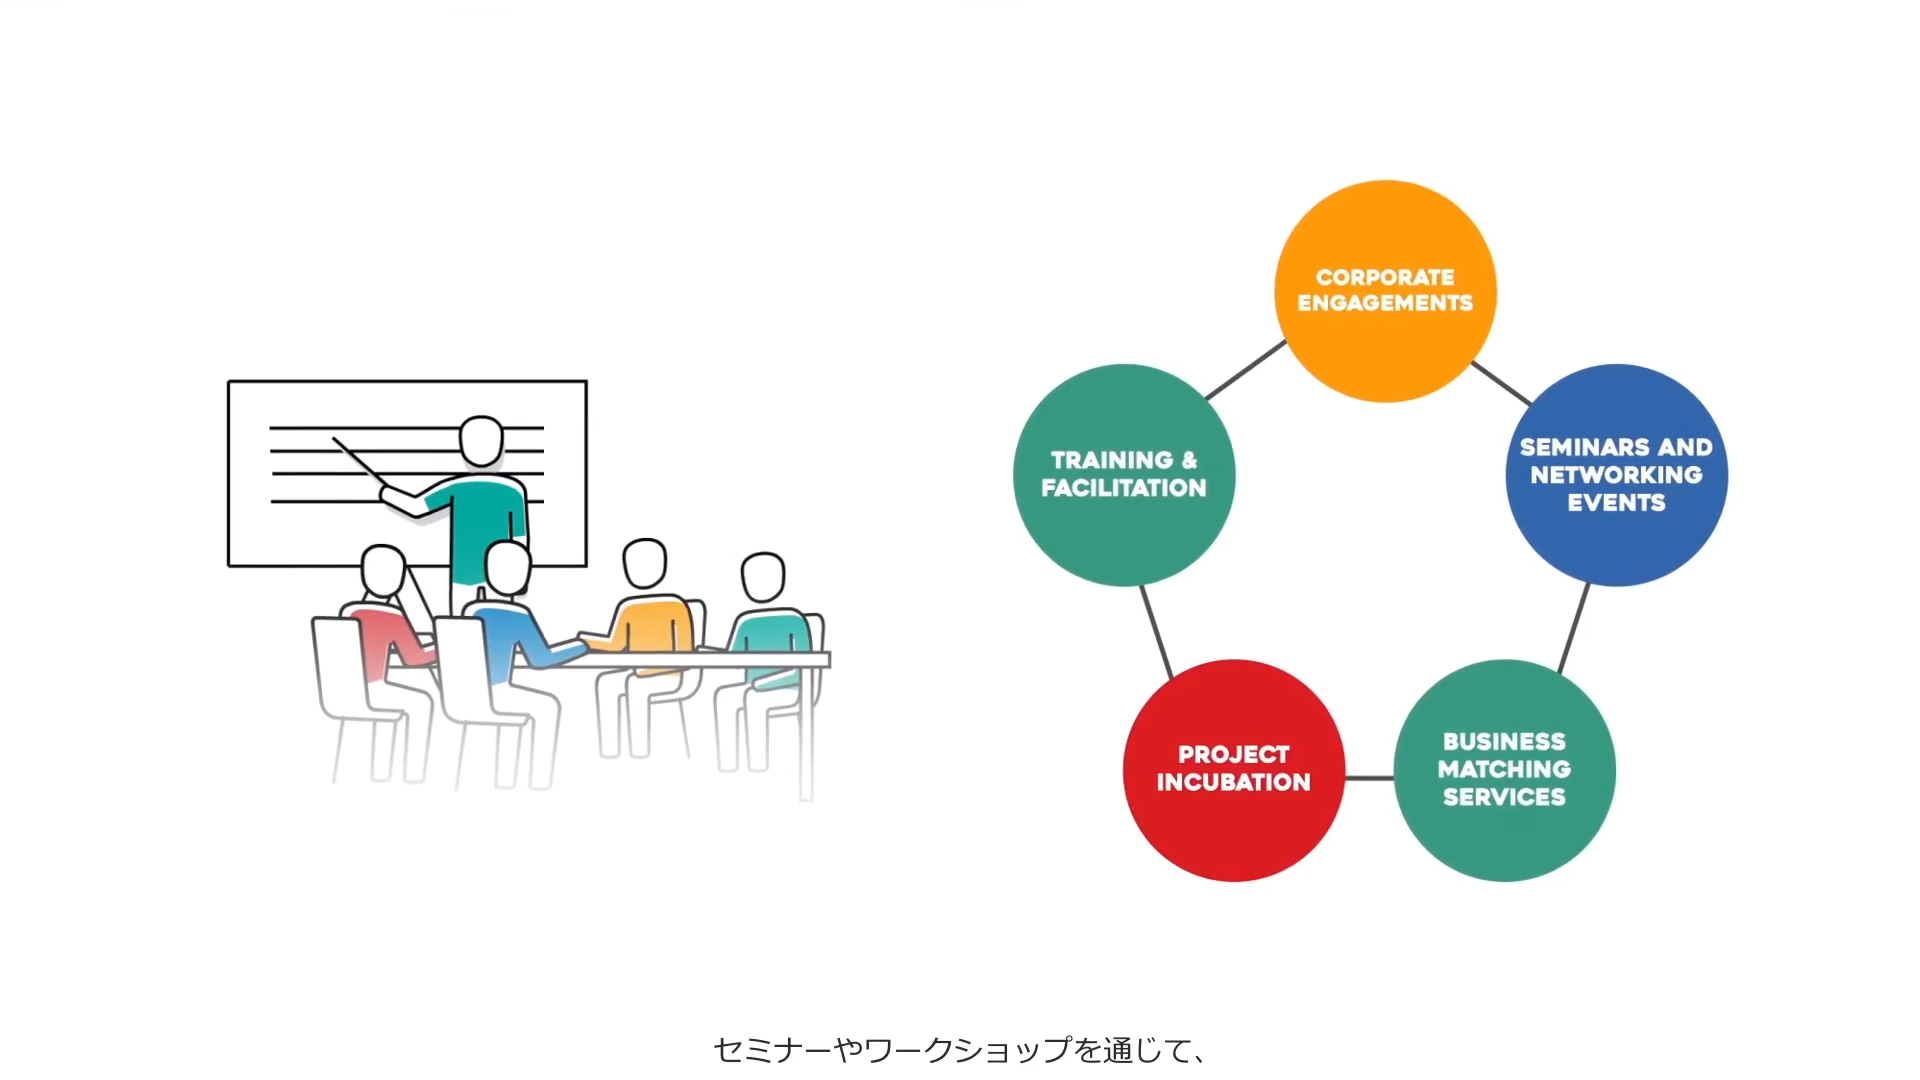 CORPORATE
ENGAGEMENTS
TRAINING &
FACILITATION
SEMINARS AND
NETWORKING
EVENTS
PROJECT
INCUBATION
BUSINESS
MATCHING
SERVICES
セミナーやワークショップを通じて、